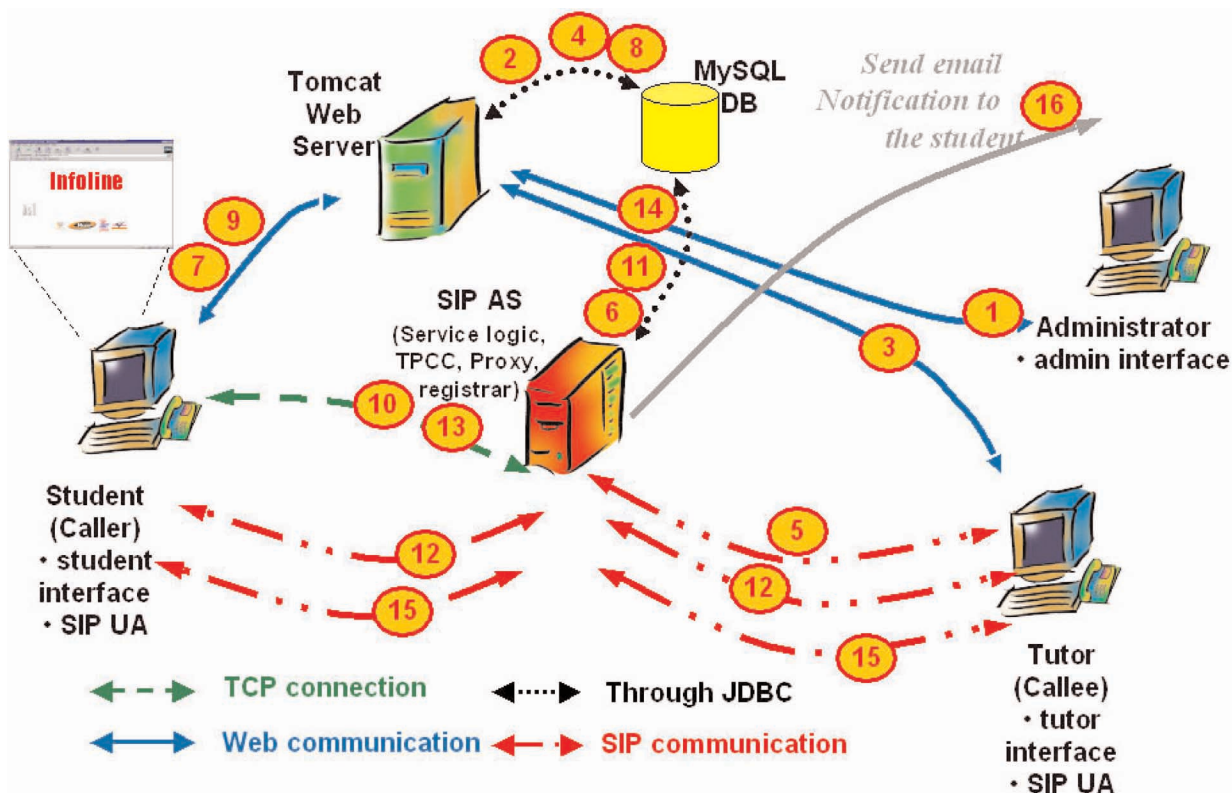 2
4
8
Tomcat
Web
Server
MySQL
DB
Send email
Notification to
the student
16
Infoline
9
7
14
11
6
SIP AS
(Service logic,
TPCC, Proxy,
registrar)
1
3
Administrator
· admin interface
10
13
Student
(Caller)
· student
interface
· SIP UA
12
15
5
12
15
Tutor
(Callee)
· tutor
interface
· SIP UA
TCP connection
Through JDBC
Web communication
SIP communication